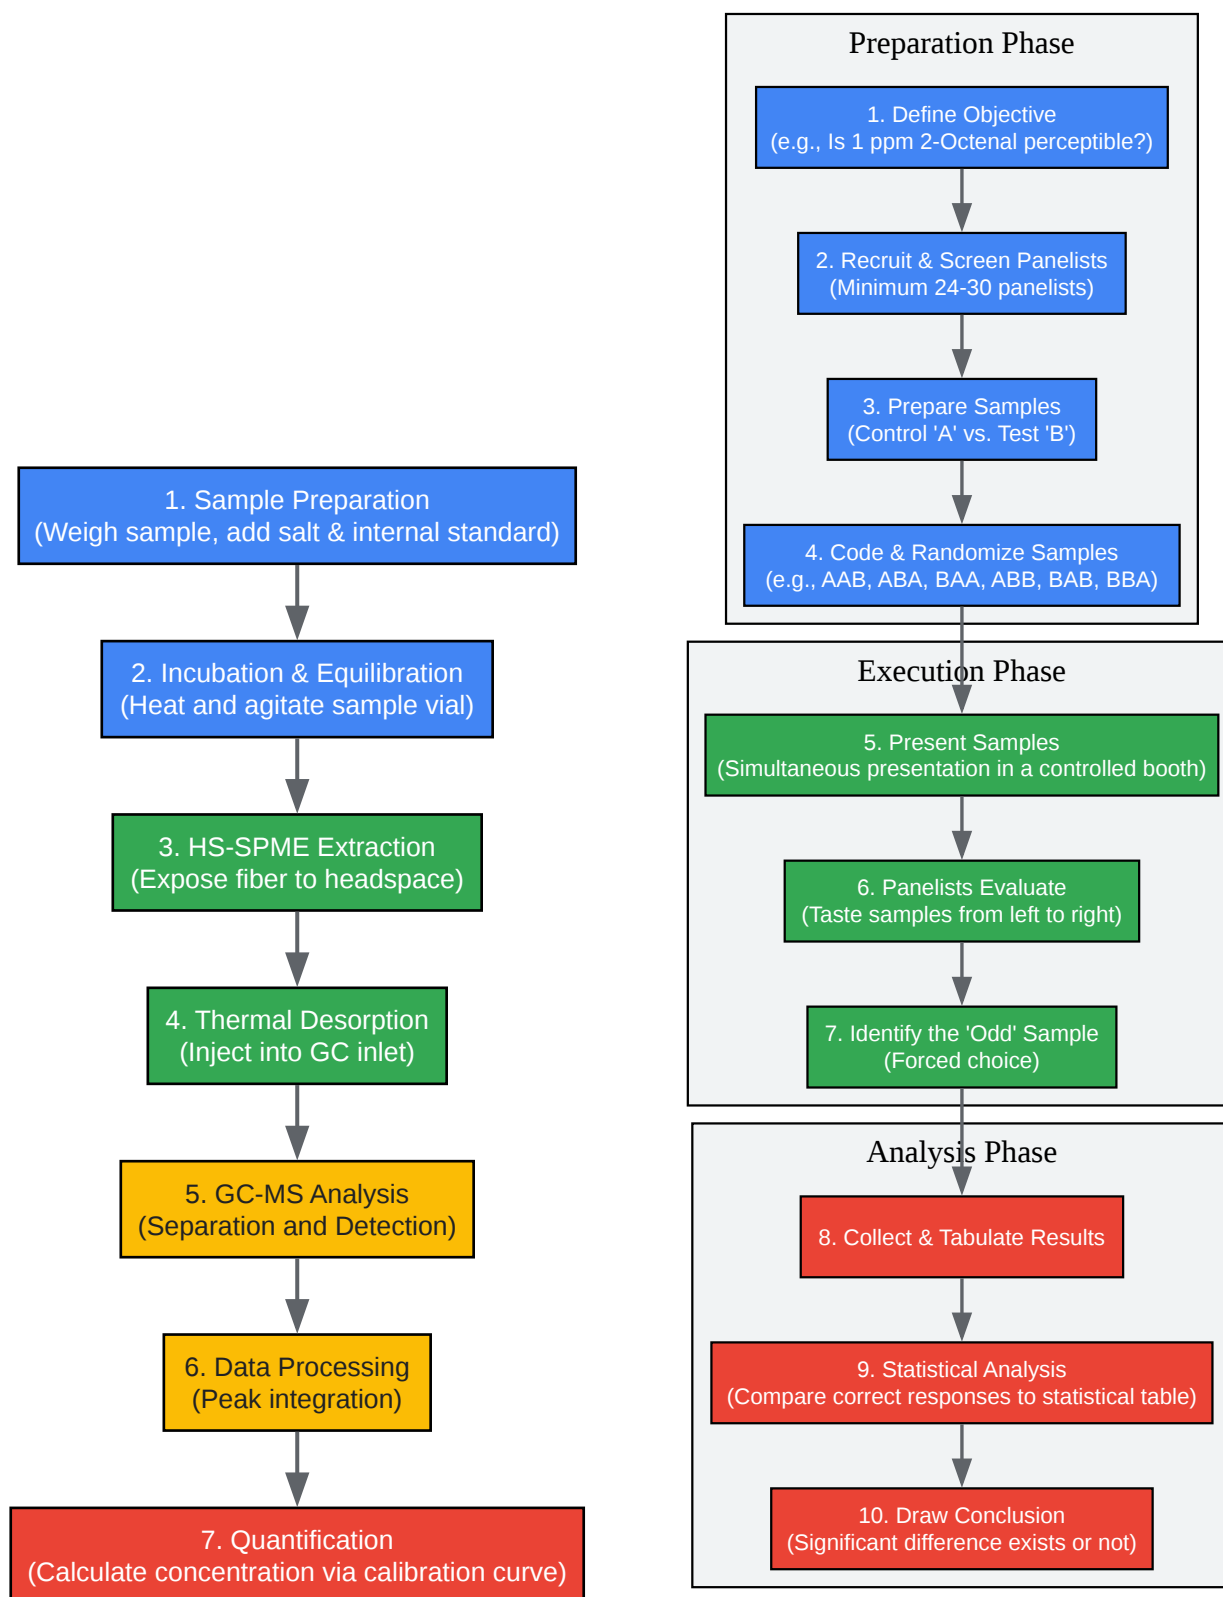 1. Sample Preparation
(Weigh sample, add salt & internal standard)
2. Incubation & Equilibration
(Heat and agitate sample vial)
3. HS-SPME Extraction
(Expose fiber to headspace)
4. Thermal Desorption
(Inject into GC inlet)
5. GC-MS Analysis
(Separation and Detection)
6. Data Processing
(Peak integration)
7. Quantification
(Calculate concentration via calibration curve)
Preparation Phase
1. Define Objective
(e.g., Is 1 ppm 2-Octenal perceptible?)
2. Recruit & Screen Panelists
(Minimum 24-30 panelists)
3. Prepare Samples
(Control 'A' vs. Test 'B')
4. Code & Randomize Samples
(e.g., AAB, ABA, BAA, ABB, BAB, BBA)
Execution Phase
5. Present Samples
(Simultaneous presentation in a controlled booth)
6. Panelists Evaluate
(Taste samples from left to right)
7. Identify the 'Odd' Sample
(Forced choice)
Analysis Phase
8. Collect & Tabulate Results
9. Statistical Analysis
(Compare correct responses to statistical table)
10. Draw Conclusion
(Significant difference exists or not)